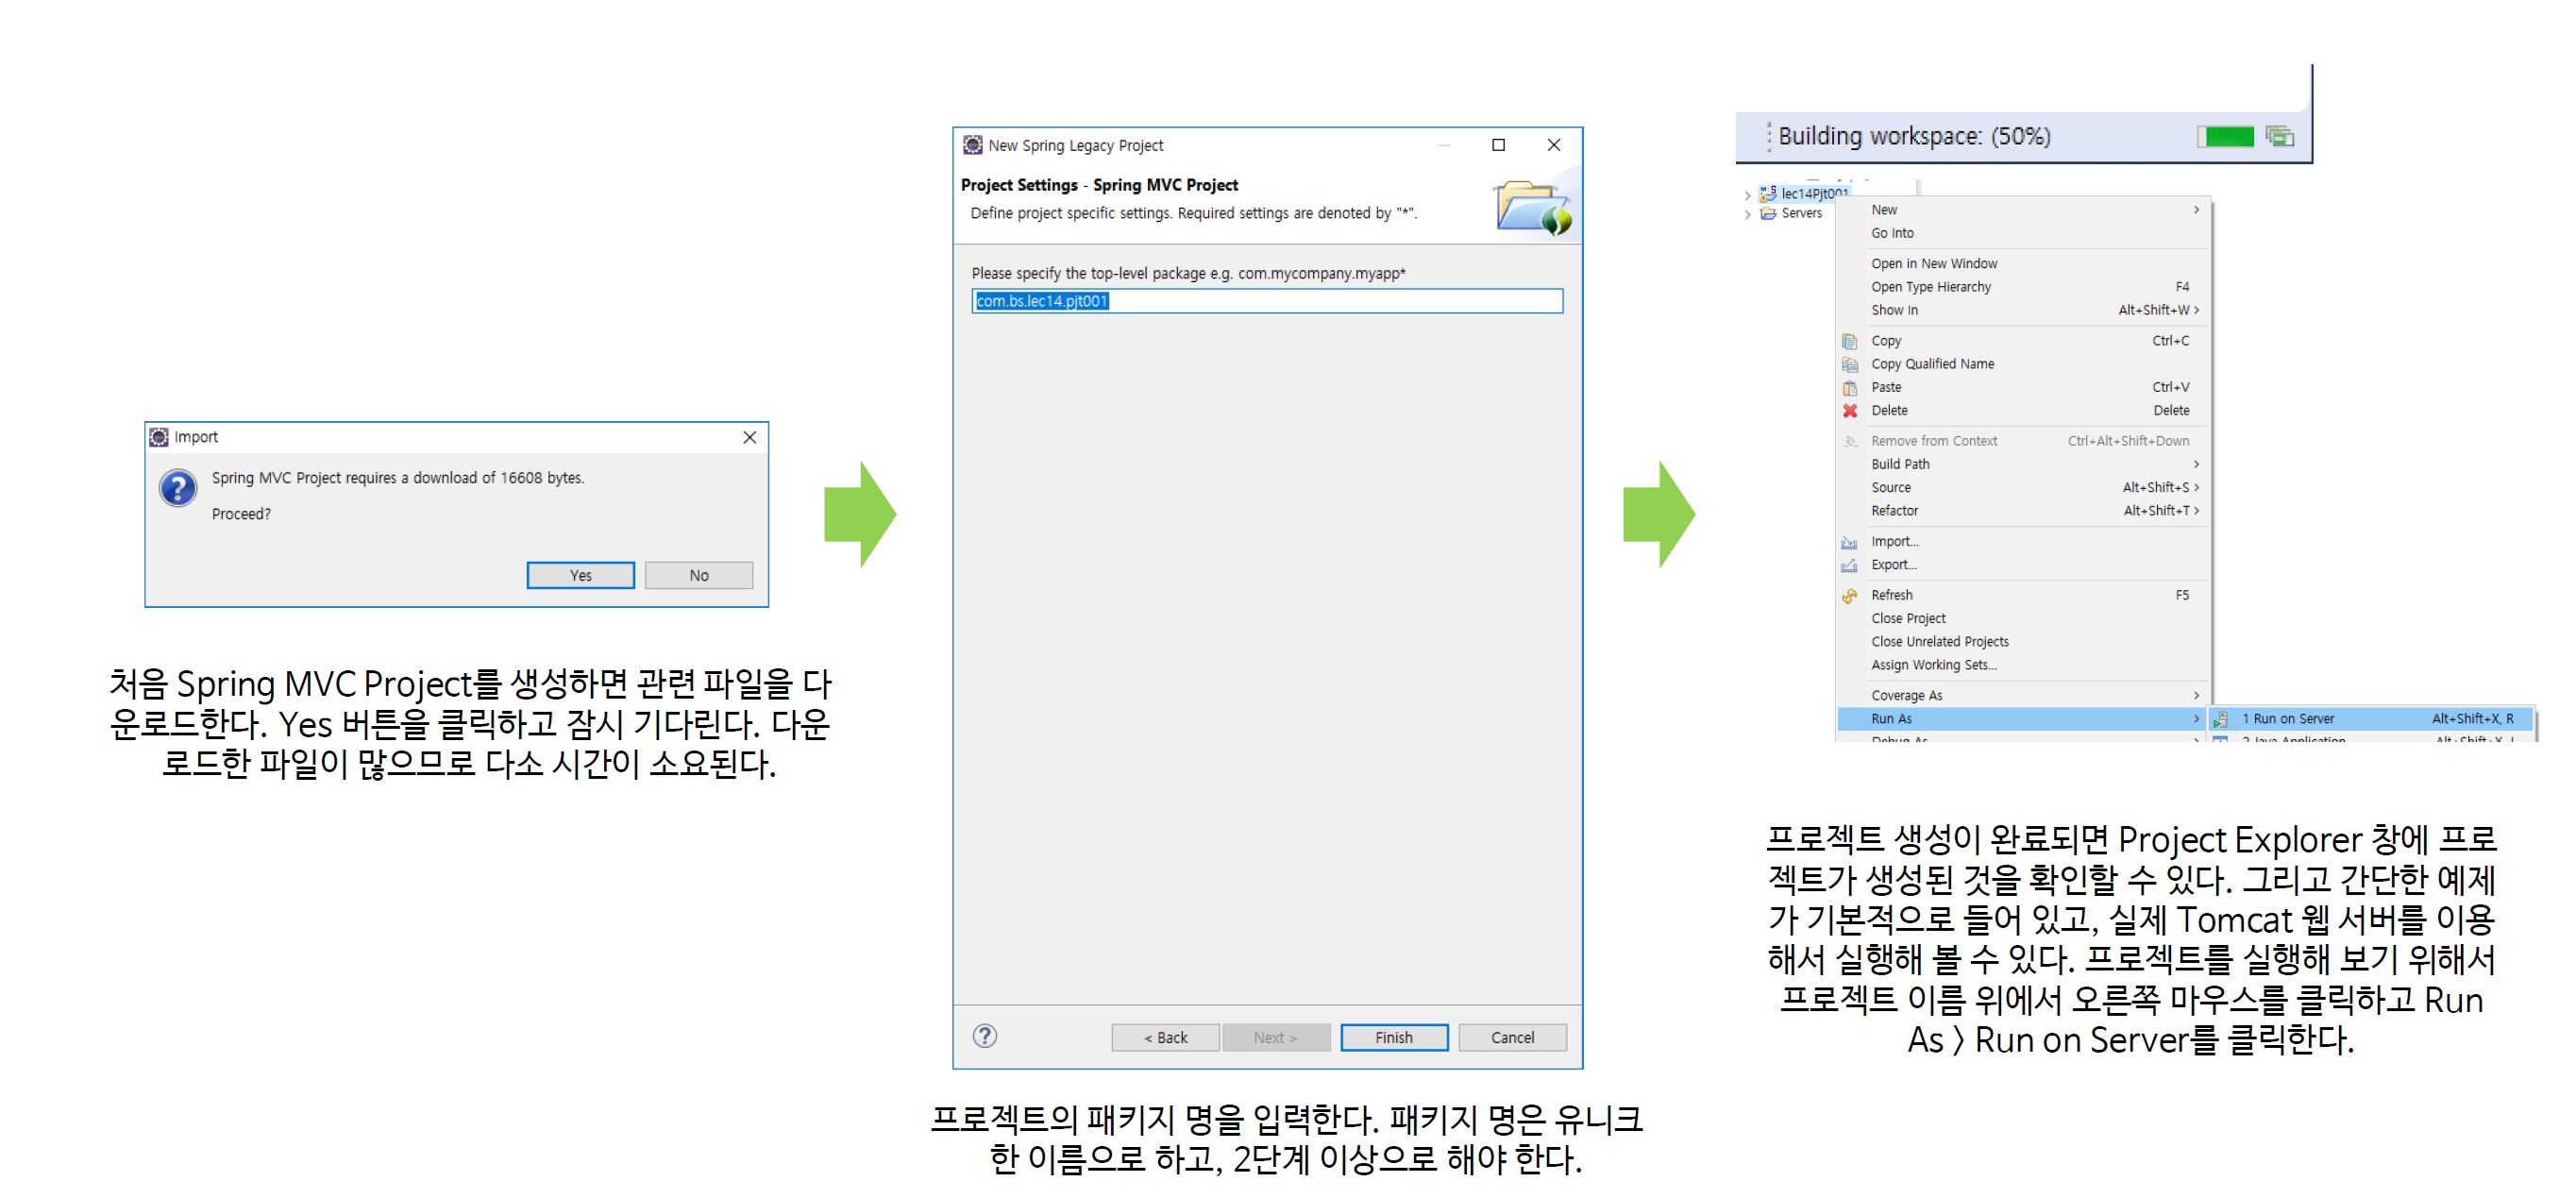 Import
Spring MVC Project requires a download of 16608 bytes.
Proceed?
Yes
No
처음 Spring MVC Project를 생성하면 관련 파일을 다
운로드한다. Yes 버튼을 클릭하고 잠시 기다린다. 다운
로드한 파일이 많으므로 다소 시간이 소요된다.
New Spring Legacy Project
Project Settings - Spring MVC Project
Define project specific settings. Required settings are denoted by "*".
Please specify the top-level package e.g. com.mycompany.myapp*
com.bs.lec14.pjt001
< Back
Next >
Finish
Cancel
프로젝트의 패키지 명을 입력한다. 패키지 명은 유니크
한 이름으로 하고, 2단계 이상으로 해야 한다.
Building workspace: (50%)
lec14Pjt001
Servers
New
Go Into
Open in New Window
Open Type Hierarchy F4
Show In Alt+Shift+W >
Copy Ctrl+C
Copy Qualified Name
Paste Ctrl+V
Delete Delete
Remove from Context Ctrl+Alt+Shift+Down
Build Path
Source Alt+Shift+S >
Refactor Alt+Shift+T >
Import...
Export...
Refresh F5
Close Project
Close Unrelated Projects
Assign Working Sets...
Coverage As
Run As
1 Run on Server Alt+Shift+X, R
Debug As
2 Java Application
프로젝트 생성이 완료되면 Project Explorer 창에 프로
젝트가 생성된 것을 확인할 수 있다. 그리고 간단한 예제
가 기본적으로 들어 있고, 실제 Tomcat 웹 서버를 이용
해서 실행해 볼 수 있다. 프로젝트를 실행해 보기 위해서
프로젝트 이름 위에서 오른쪽 마우스를 클릭하고 Run
As > Run on Server를 클릭한다.